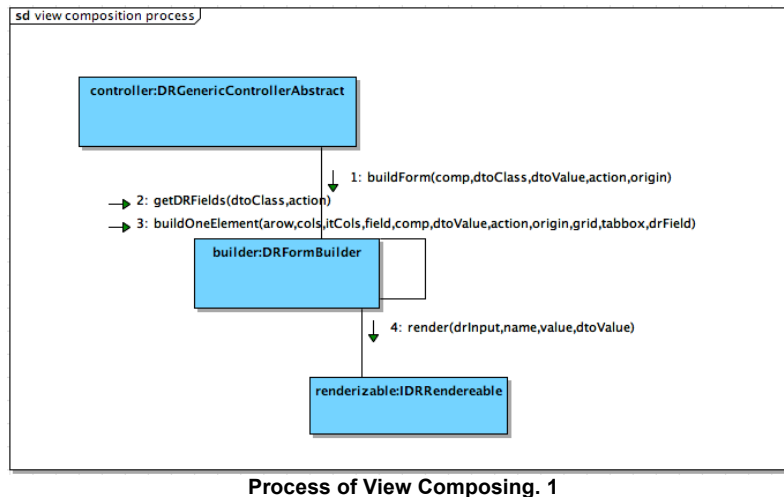 sd view composition process
controller:DRGenericControllerAbstract
1: buildForm(comp,dtoClass,dtoValue,action,origin)
2: getDRFields(dtoClass,action)
3: buildOneElement(arow,cols,itCols,field,comp,dtoValue,action,origin,grid,tabbox,drField)
builder:DRFormBuilder
4: render(drInput,name,value,dtoValue)
renderizable:IDRRendereable
Process of View Composing. 1